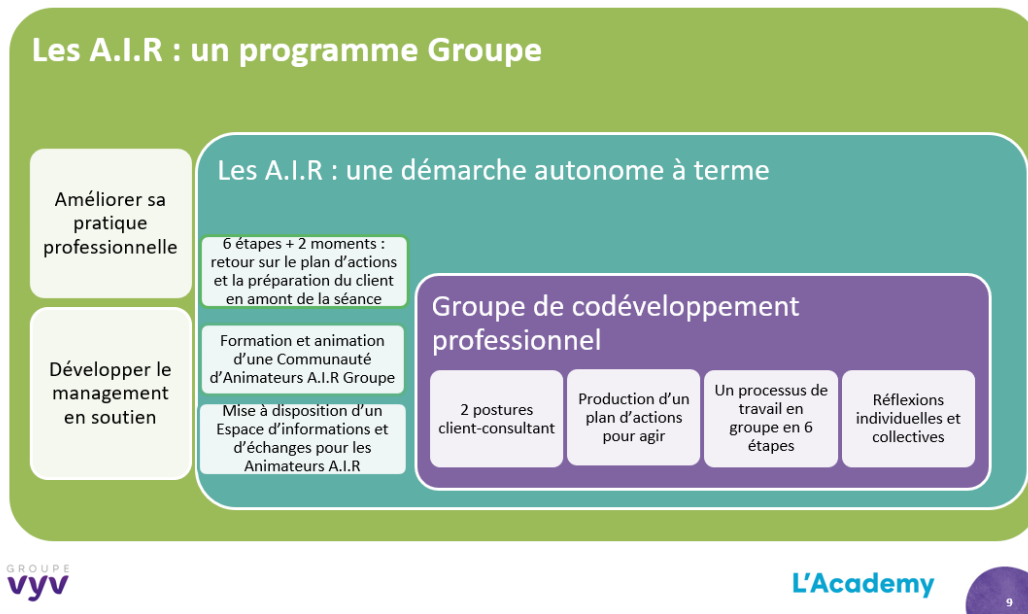 Les A.I.R : un programme Groupe
Améliorer sa
pratique
professionnelle
Développer le
management
en soutien
Les A.I.R : une démarche autonome à terme
6 étapes + 2 moments :
retour sur le plan d'actions
et la préparation du client
en amont de la séance
Formation et animation
d'une Communauté
d'Animateurs A.I.R Groupe
Mise à disposition d'un
Espace d'informations et
d'échanges pour les
Animateurs A.I.R
Groupe de codéveloppement
professionnel
2 postures
client-consultant
Production d'un
plan d'actions
pour agir
Un processus de
travail en
groupe en 6
étapes
Réflexions
individuelles et
collectives
GROUPE
vyv
L'Academy
9